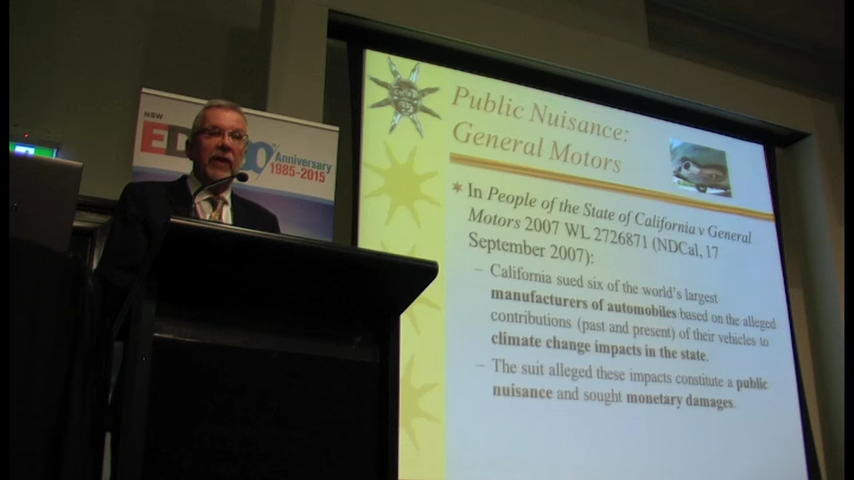 NSW
ED
Anniversary
1985-2015
Public Nuisance:
General Motors
In People of the State of California v General
Motors 2007 WL 2726871 (NDCal, 17
September 2007):
– California sued six of the world's largest
manufacturers of automobiles based on the alleged
contributions (past and present) of their vehicles to
climate change impacts in the state.
– The suit alleged these impacts constitute a public
nuisance and sought monetary damages.